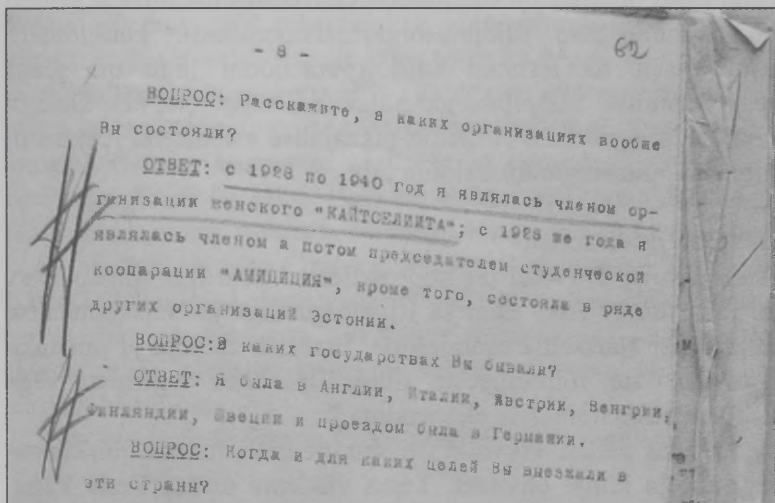 - 8 -
62
ВОПРОС: Расскажите, в каких организациях вообще
Вы состояли?
ОТВЕТ: с 1928 по 1940 год я являлась членом ор-
ганизации женского "КАЙТСЕЛИЙТА"; с 1928 же года я
являлась членом а потом председателем студенческой
коопарации "АМИЦИЦИЯ", кроме того, состояла в ряде
других организаций Эстонии.
ВОПРОС: В каких государствах Вы бывали?
ОТВЕТ: Я была в Англии, Италии, Австрии, Венгрии,
Финляндии, Швеции и проездом была в Германии.
ВОПРОС: Когда и для каких целей Вы выезжали в
эти страны?